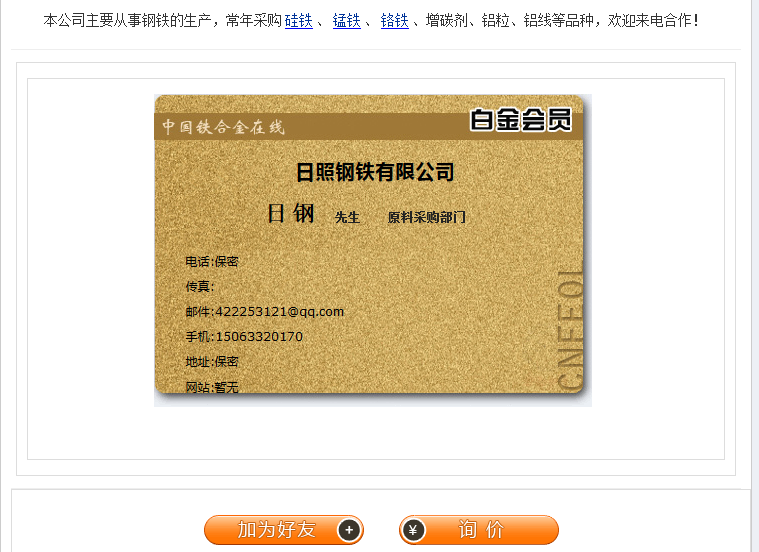 本公司主要从事钢铁的生产，常年采购硅铁 、 锰铁 、 铬铁 、增碳剂、铝粒、铝线等品种，欢迎来电合作！
中国铁合金在线
白金会员
日照钢铁有限公司
日 钢 先生 原料采购部门
电话:保密
传真:
邮件:422253121@qq.com
手机:15063320170
地址:保密
网站:暂无
CNFEOL
加为好友 +
¥ 询 价